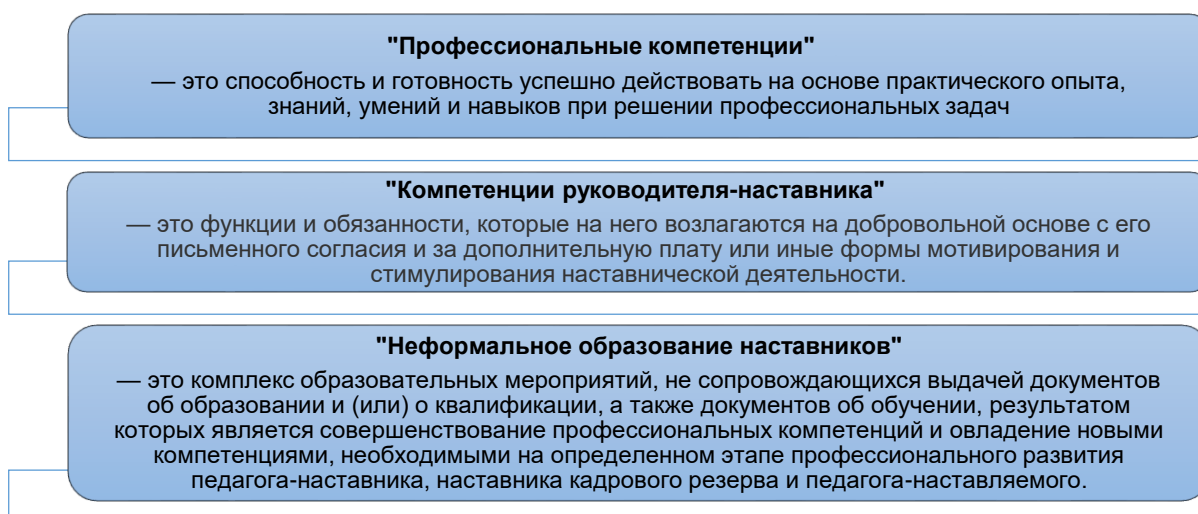 "Профессиональные компетенции"
— это способность и готовность успешно действовать на основе практического опыта,
знаний, умений и навыков при решении профессиональных задач
"Компетенции руководителя-наставника"
— это функции и обязанности, которые на него возлагаются на добровольной основе с его
письменного согласия и за дополнительную плату или иные формы мотивирования и
стимулирования наставнической деятельности.
"Неформальное образование наставников"
— это комплекс образовательных мероприятий, не сопровождающихся выдачей документов
об образовании и (или) о квалификации, а также документов об обучении, результатом
которых является совершенствование профессиональных компетенций и овладение новыми
компетенциями, необходимыми на определенном этапе профессионального развития
педагога-наставника, наставника кадрового резерва и педагога-наставляемого.